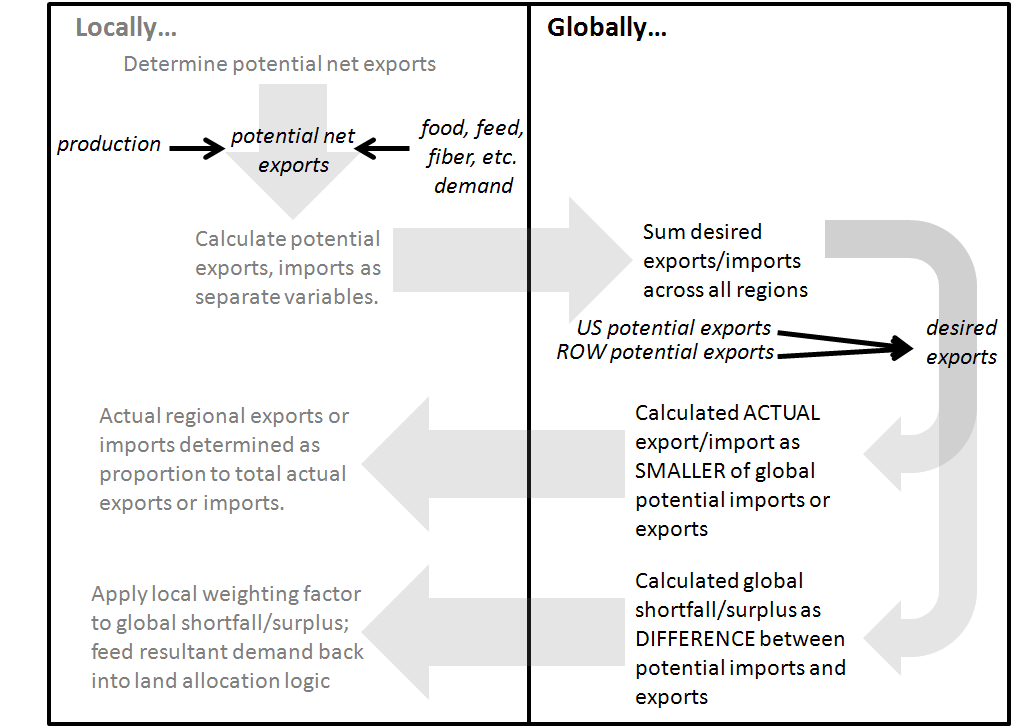 Locally...
Determine potential net exports
production
potential net
exports
food, feed,
fiber, etc.
demand
Calculate potential
exports, imports as
separate variables.
Actual regional exports or
imports determined as
proportion to total actual
exports or imports.
Apply local weighting factor
to global shortfall/surplus;
feed resultant demand back
into land allocation logic
Globally...
Sum desired
exports/imports
across all regions
US potential exports
ROW potential exports
desired
exports
Calculated ACTUAL
export/import as
SMALLER of global
potential imports or
exports
Calculated global
shortfall/surplus as
DIFFERENCE between
potential imports and
exports